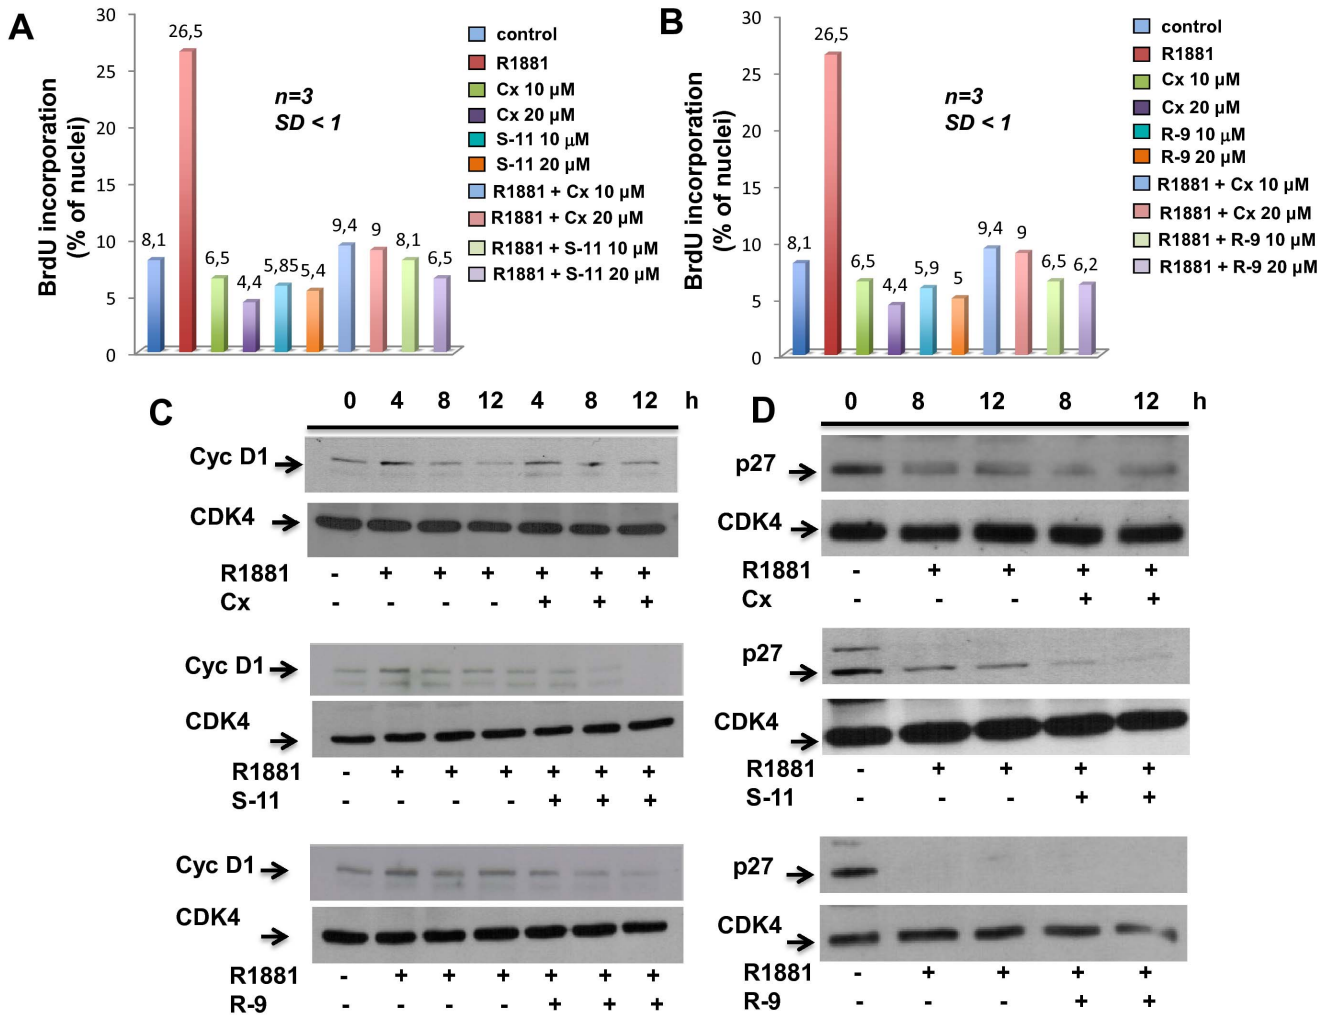 A
BrdU incorporation
(% of nuclei)
30
25
20
15
10
5
0
n=3
SD < 1
8,1
26,5
6,5
4,4
5,85
5,4
9,4
9
8,1
6,5
control
R1881
Cx 10 µM
Cx 20 µM
S-11 10 µM
S-11 20 µM
R1881 + Cx 10 µM
R1881 + Cx 20 µM
R1881 + S-11 10 µM
R1881 + S-11 20 µM
B
BrdU incorporation
(% of nuclei)
30
25
20
15
10
5
0
n=3
SD < 1
8,1
26,5
6,5
4,4
5,9
5
9,4
9
6,5
6,2
control
R1881
Cx 10 µM
Cx 20 µM
R-9 10 µM
R-9 20 µM
R1881 + Cx 10 µM
R1881 + Cx 20 µM
R1881 + R-9 10 µM
R1881 + R-9 20 µM
C
0 4 8 12 4 8 12 h
Cyc D1
CDK4
R1881 - + + + + + +
Cx - - - - + + +
Cyc D1
CDK4
R1881 - + + + + + +
S-11 - - - - + + +
Cyc D1
CDK4
R1881 - + + + + + +
R-9 - - - - + + +
D
0 8 12 8 12 h
p27
CDK4
R1881 - + + + +
Cx - - - + +
p27
CDK4
R1881 - + + + +
S-11 - - - + +
p27
CDK4
R1881 - + + + +
R-9 - - - + +